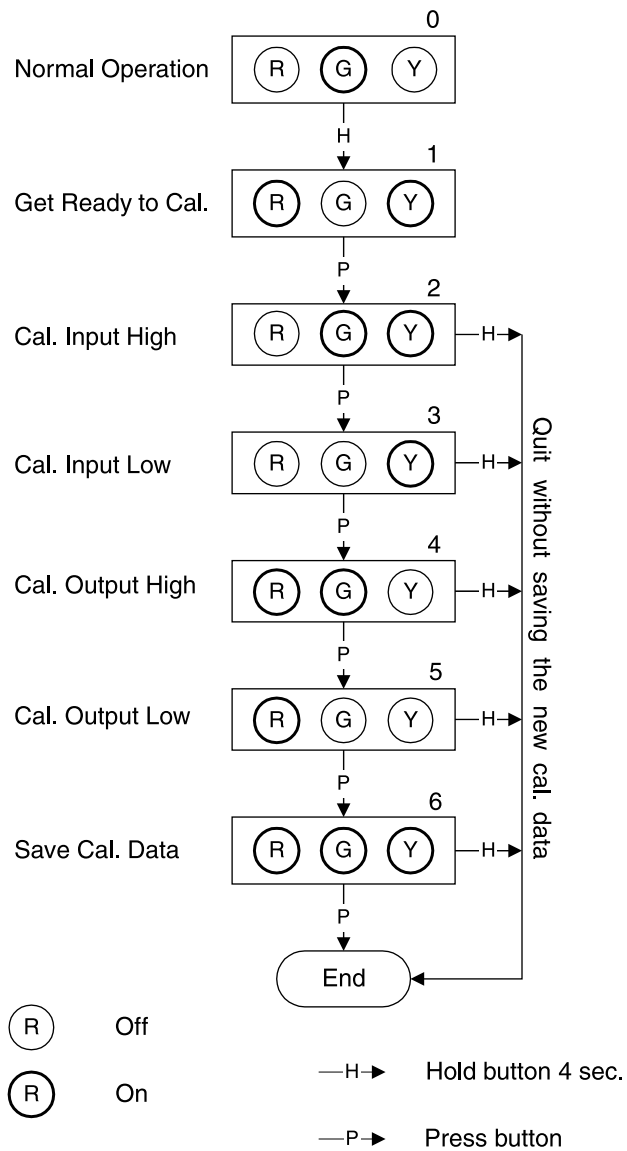 0
Normal Operation R G Y
H
1
Get Ready to Cal. R G Y
P
2
Cal. Input High R G Y H
P
3
Cal. Input Low R G Y H
P
4
Cal. Output High R G Y H
P
5
Cal. Output Low R G Y H
P
6
Save Cal. Data R G Y H
P
Quit without saving the new cal. data
End
R Off
R On
H Hold button 4 sec.
P Press button